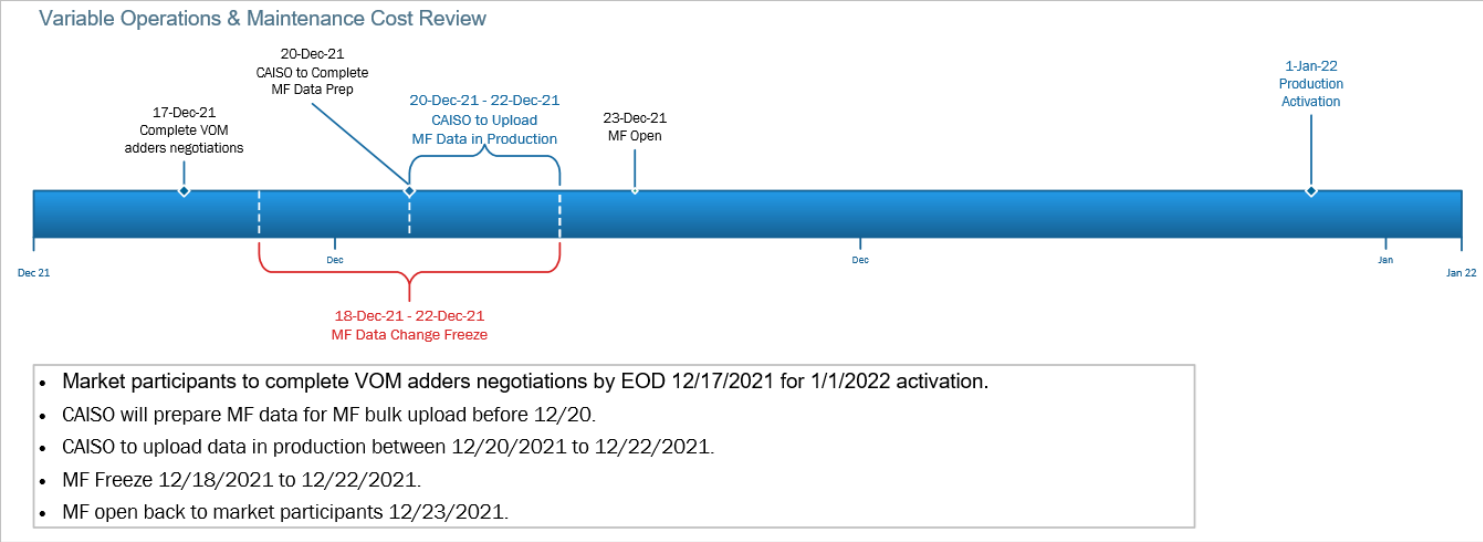 Variable Operations & Maintenance Cost Review
20-Dec-21
CAISO to Complete
MF Data Prep
17-Dec-21
Complete VOM
adders negotiations
20-Dec-21 - 22-Dec-21
CAISO to Upload
MF Data in Production
23-Dec-21
MF Open
1-Jan-22
Production
Activation
Dec 21
Dec
Dec
Jan
Jan 22
18-Dec-21 - 22-Dec-21
MF Data Change Freeze
• Market participants to complete VOM adders negotiations by EOD 12/17/2021 for 1/1/2022 activation.
• CAISO will prepare MF data for MF bulk upload before 12/20.
• CAISO to upload data in production between 12/20/2021 to 12/22/2021.
• MF Freeze 12/18/2021 to 12/22/2021.
• MF open back to market participants 12/23/2021.